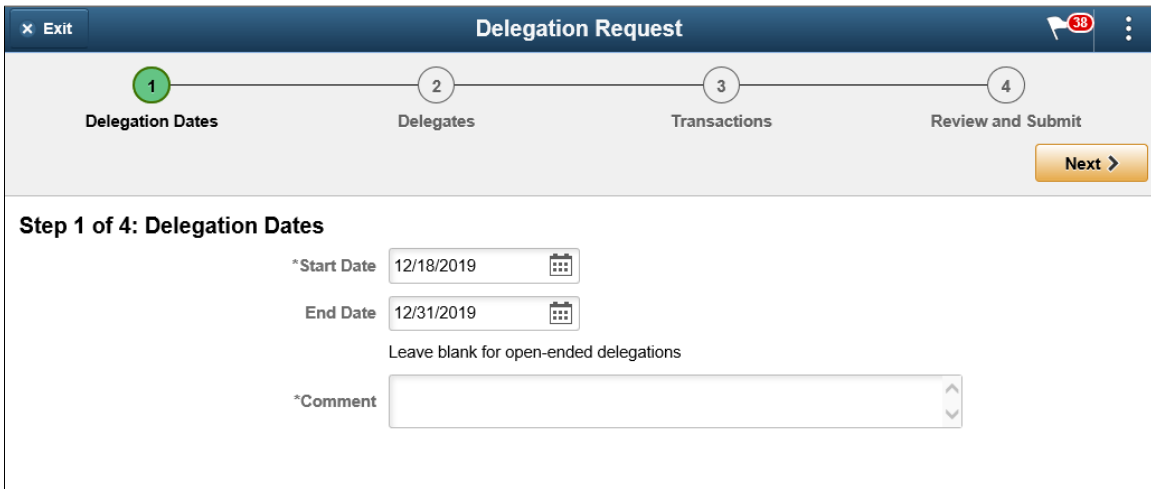 × Exit Delegation Request 38
1 2 3 4
Delegation Dates Delegates Transactions Review and Submit
Next
Step 1 of 4: Delegation Dates
*Start Date 12/18/2019
End Date 12/31/2019
Leave blank for open-ended delegations
*Comment